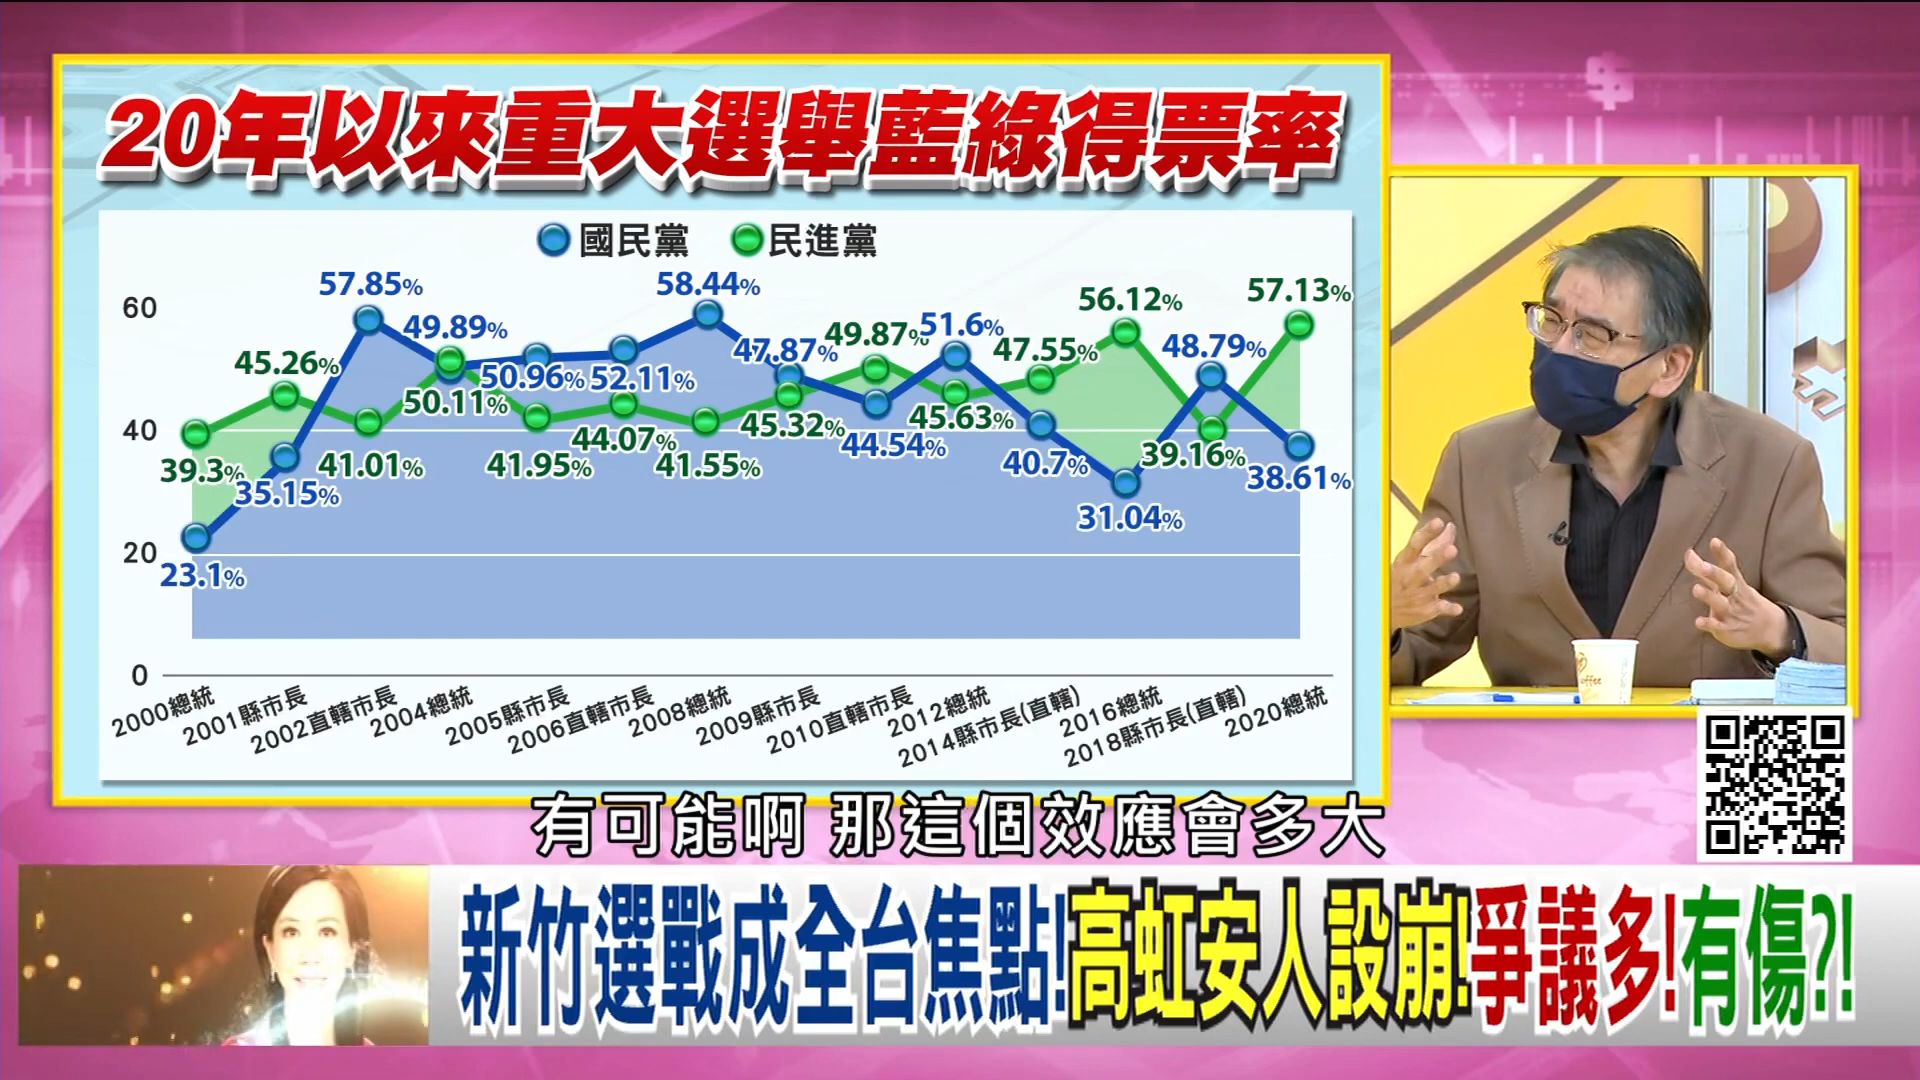 20年以來重大選舉藍綠得票率
國民黨 民進黨
60
40
20
0
39.3%
45.26%
41.01%
50.11%
41.95%
44.07%
41.55%
45.32%
49.87%
45.63%
47.55%
56.12%
39.16%
57.13%
23.1%
35.15%
57.85%
49.89%
50.96%
52.11%
58.44%
47.87%
44.54%
51.6%
40.7%
31.04%
48.79%
38.61%
2000總統
2001縣市長
2002直轄市長
2004總統
2005縣市長
2006直轄市長
2008總統
2009縣市長
2010直轄市長
2012總統
2014縣市長(直轄)
2016總統
2018縣市長(直轄)
2020總統
有可能啊 那這個效應會多大
新竹選戰成全台焦點!高虹安人設崩!爭議多!有傷?!